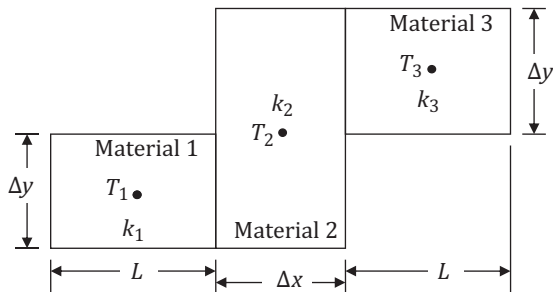 Material 3
T3
k3
Δy
k2
T2
Material 1
T1
k1
Δy
Material 2
L
Δx
L